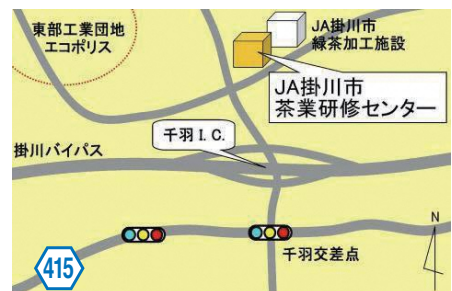 東部工業団地
エコポリス
JA掛川市
緑茶加工施設
JA掛川市
茶業研修センター
千羽I.C.
掛川バイパス
N
千羽交差点
415